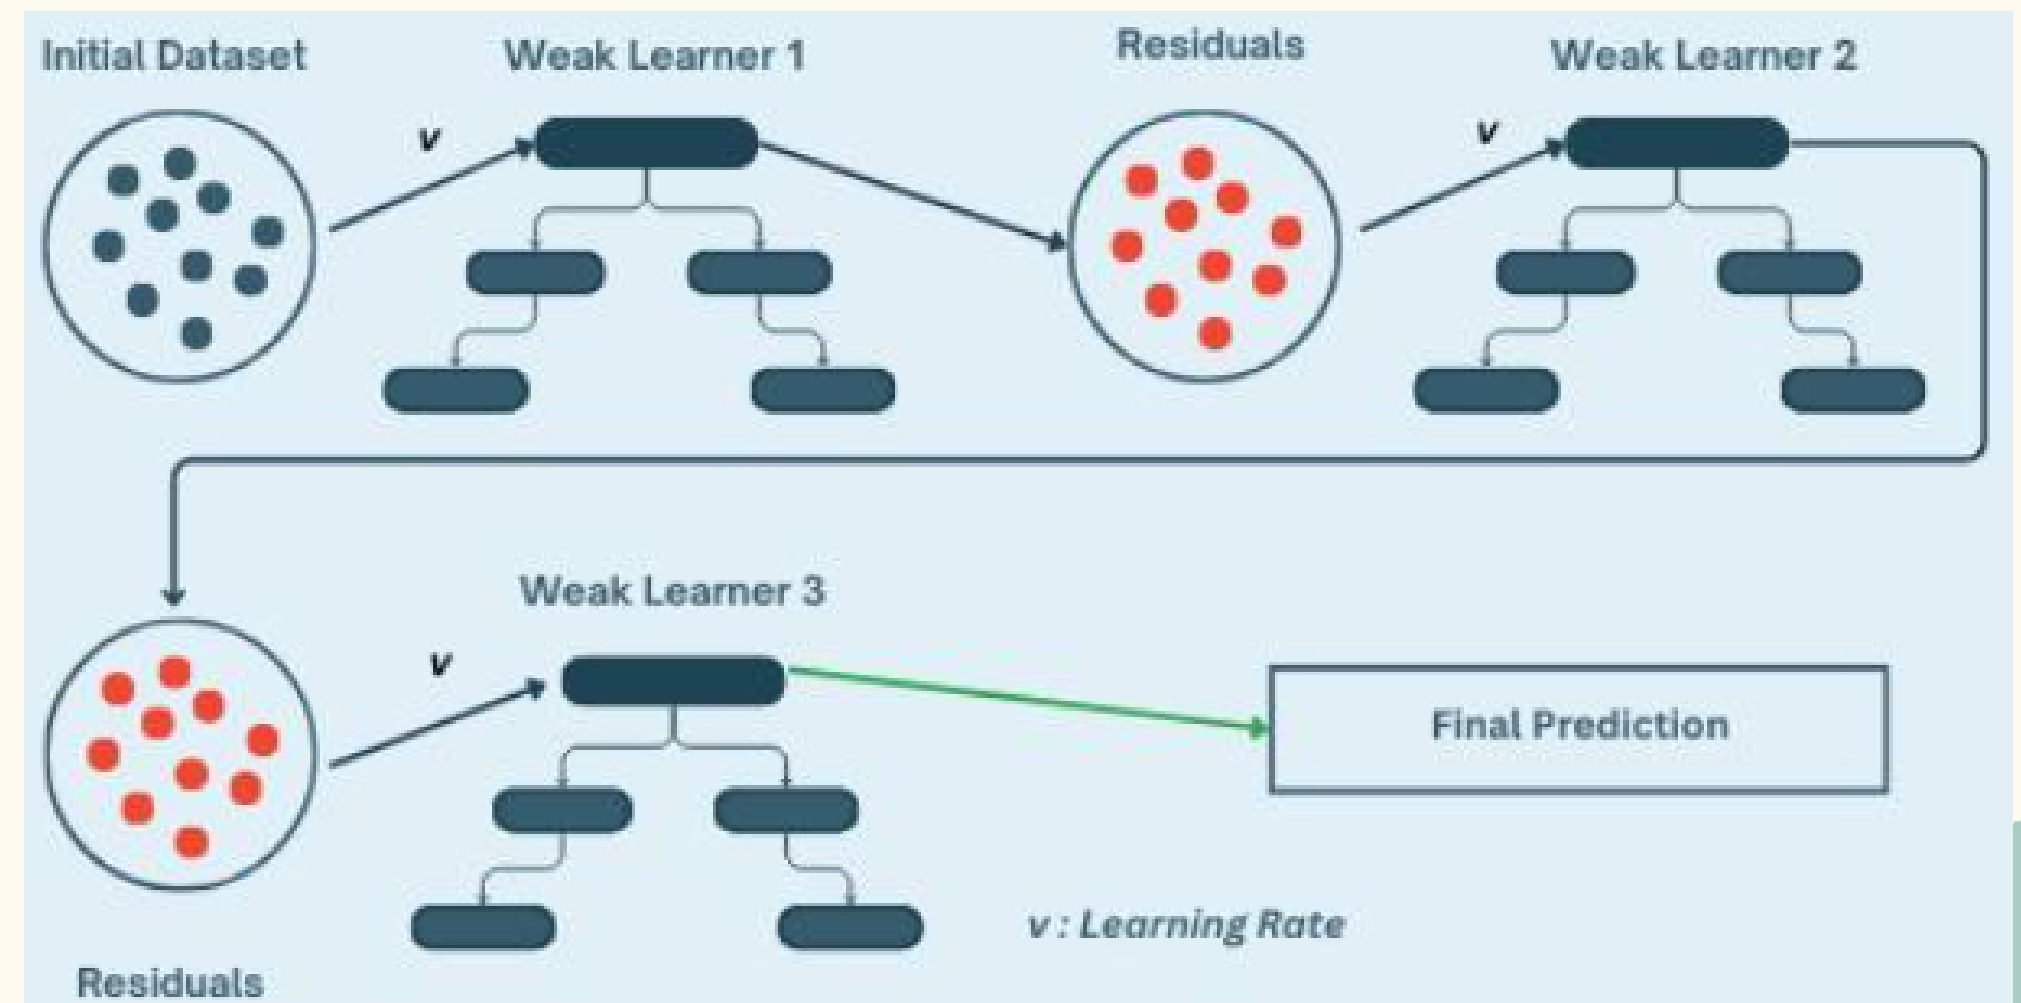 Initial Dataset
Weak Learner 1
Residuals
Weak Learner 2
v
v
Weak Learner 3
v
Final Prediction
v : Learning Rate
Residuals